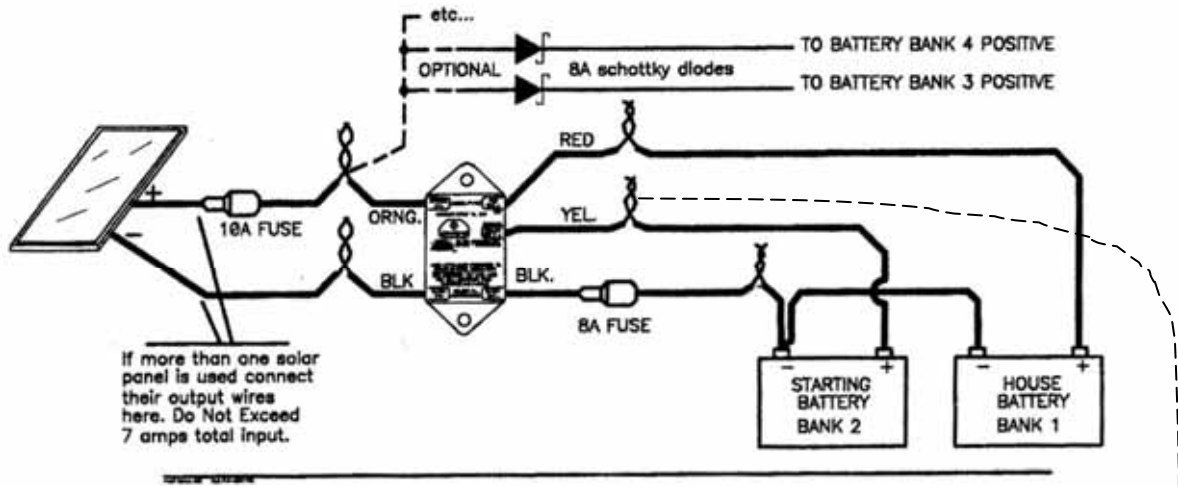 etc...
TO BATTERY BANK 4 POSITIVE
OPTIONAL
8A schottky diodes
TO BATTERY BANK 3 POSITIVE
RED
+
10A FUSE
ORNG.
YEL.
-
BLK
BLK.
8A FUSE
If more than one solar
panel is used connect
their output wires
here. Do Not Exceed
7 amps total input.
- +
STARTING
BATTERY
BANK 2
- +
HOUSE
BATTERY
BANK 1